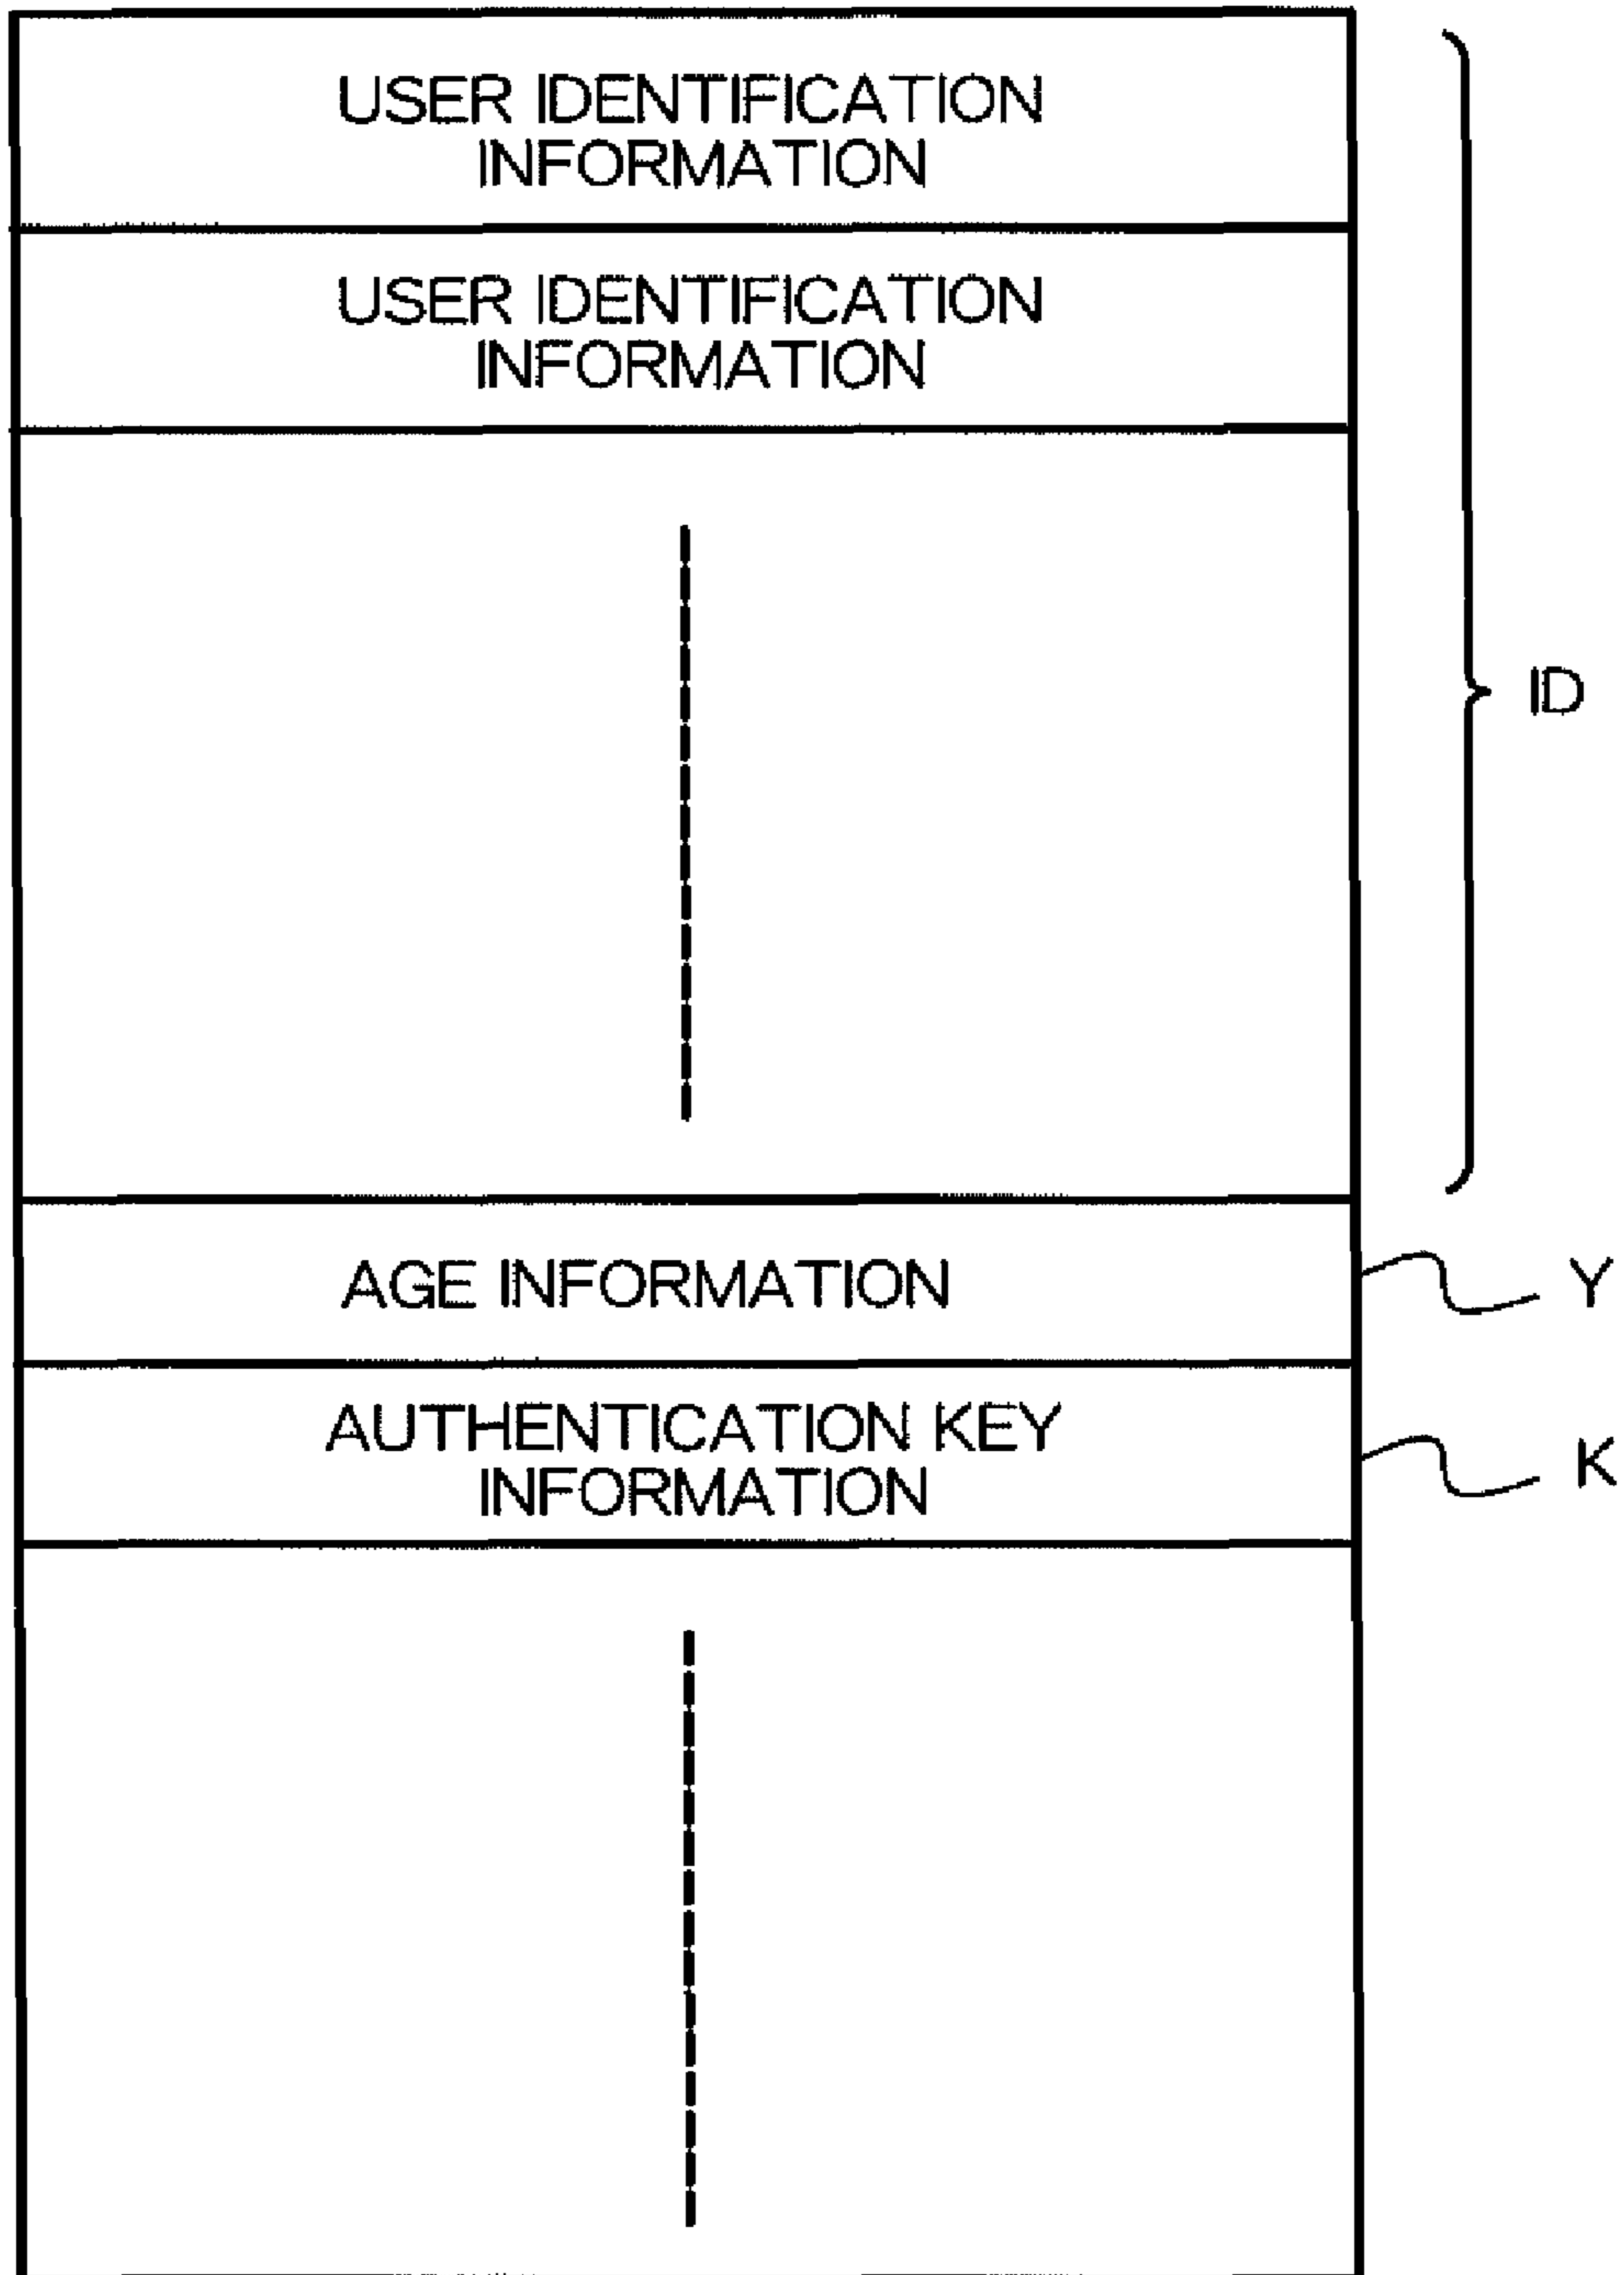 USER IDENTIFICATION
INFORMATION
USER IDENTIFICATION
INFORMATION
ID
AGE INFORMATION
Y
AUTHENTICATION KEY
INFORMATION
K